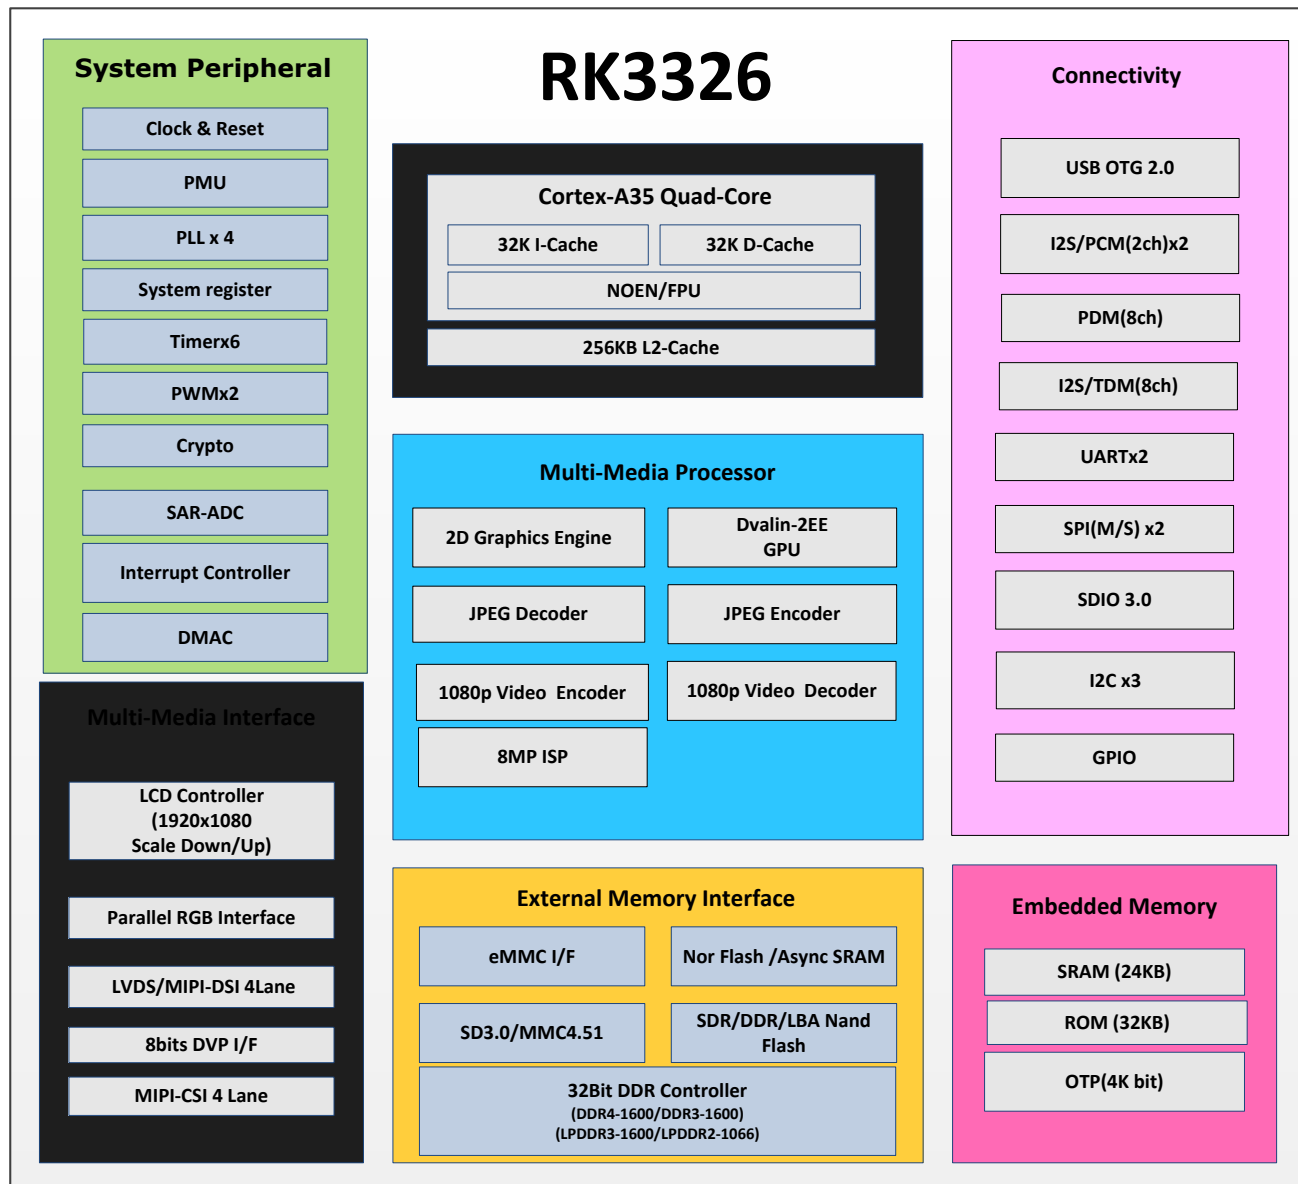 RK3326
System Peripheral
Clock & Reset
PMU
PLL x 4
System register
Timerx6
PWMx2
Crypto
SAR-ADC
Interrupt Controller
DMAC
Multi-Media Interface
LCD Controller
(1920x1080
Scale Down/Up)
Parallel RGB Interface
LVDS/MIPI-DSI 4Lane
8bits DVP I/F
MIPI-CSI 4 Lane
Cortex-A35 Quad-Core
32K I-Cache
32K D-Cache
NOEN/FPU
256KB L2-Cache
Multi-Media Processor
2D Graphics Engine
Dvalin-2EE
GPU
JPEG Decoder
JPEG Encoder
1080p Video Encoder
1080p Video Decoder
8MP ISP
External Memory Interface
eMMC I/F
Nor Flash /Async SRAM
SD3.0/MMC4.51
SDR/DDR/LBA Nand
Flash
32Bit DDR Controller
(DDR4-1600/DDR3-1600)
(LPDDR3-1600/LPDDR2-1066)
Connectivity
USB OTG 2.0
I2S/PCM(2ch)x2
PDM(8ch)
I2S/TDM(8ch)
UARTx2
SPI(M/S) x2
SDIO 3.0
I2C x3
GPIO
Embedded Memory
SRAM (24KB)
ROM (32KB)
OTP(4K bit)